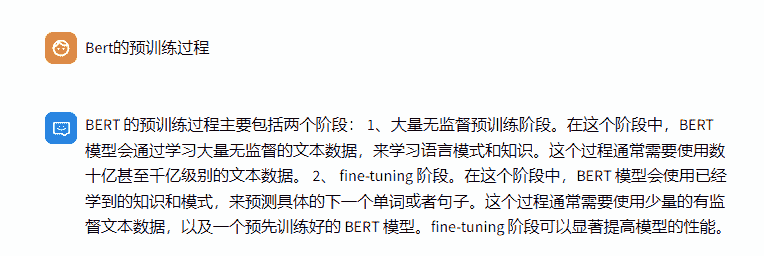 Bert的预训练过程
BERT 的预训练过程主要包括两个阶段： 1、大量无监督预训练阶段。在这个阶段中，BERT
模型会通过学习大量无监督的文本数据，来学习语言模式和知识。这个过程通常需要使用数
十亿甚至千亿级别的文本数据。 2、 fine-tuning 阶段。在这个阶段中，BERT 模型会使用已经
学到的知识和模式，来预测具体的下一个单词或者句子。这个过程通常需要使用少量的有监
督文本数据，以及一个预先训练好的 BERT 模型。fine-tuning 阶段可以显著提高模型的性能。